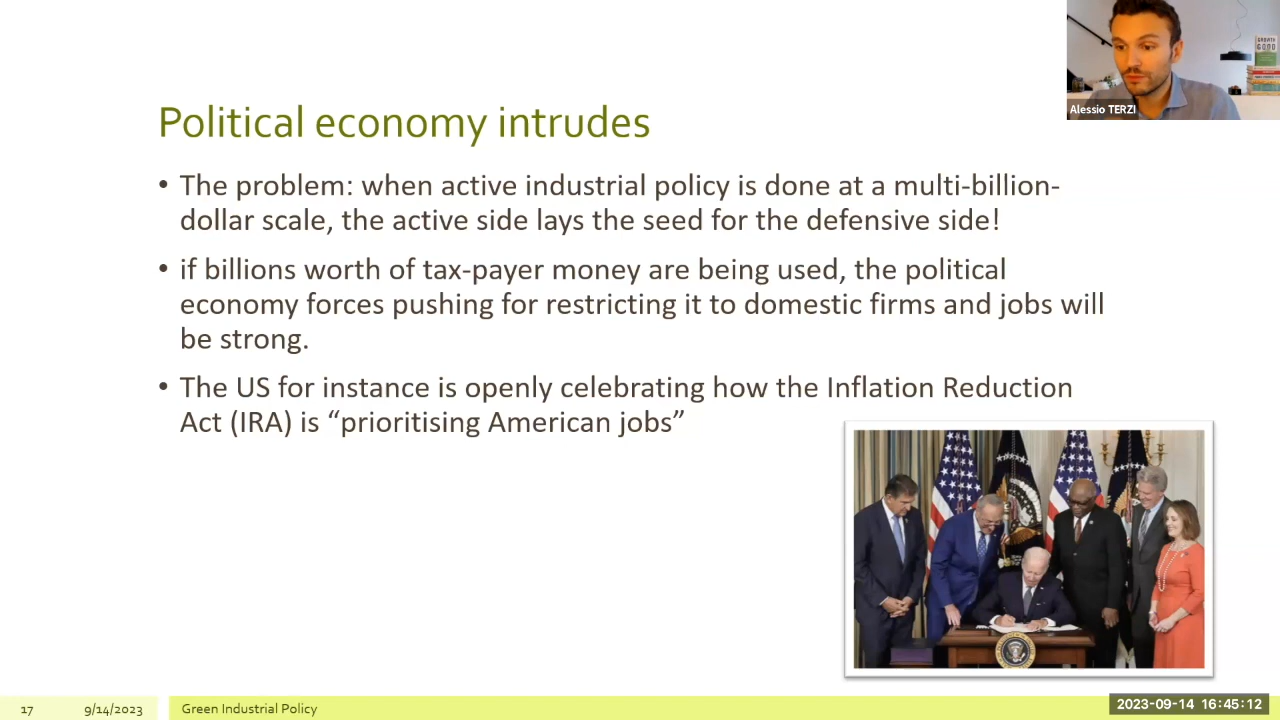 GROWTH
GOOD
Alessio TERZI
Political economy intrudes
• The problem: when active industrial policy is done at a multi-billion-
dollar scale, the active side lays the seed for the defensive side!
• if billions worth of tax-payer money are being used, the political
economy forces pushing for restricting it to domestic firms and jobs will
be strong.
• The US for instance is openly celebrating how the Inflation Reduction
Act (IRA) is “prioritising American jobs”
17 9/14/2023 Green Industrial Policy
2023-09-14 16:45:12